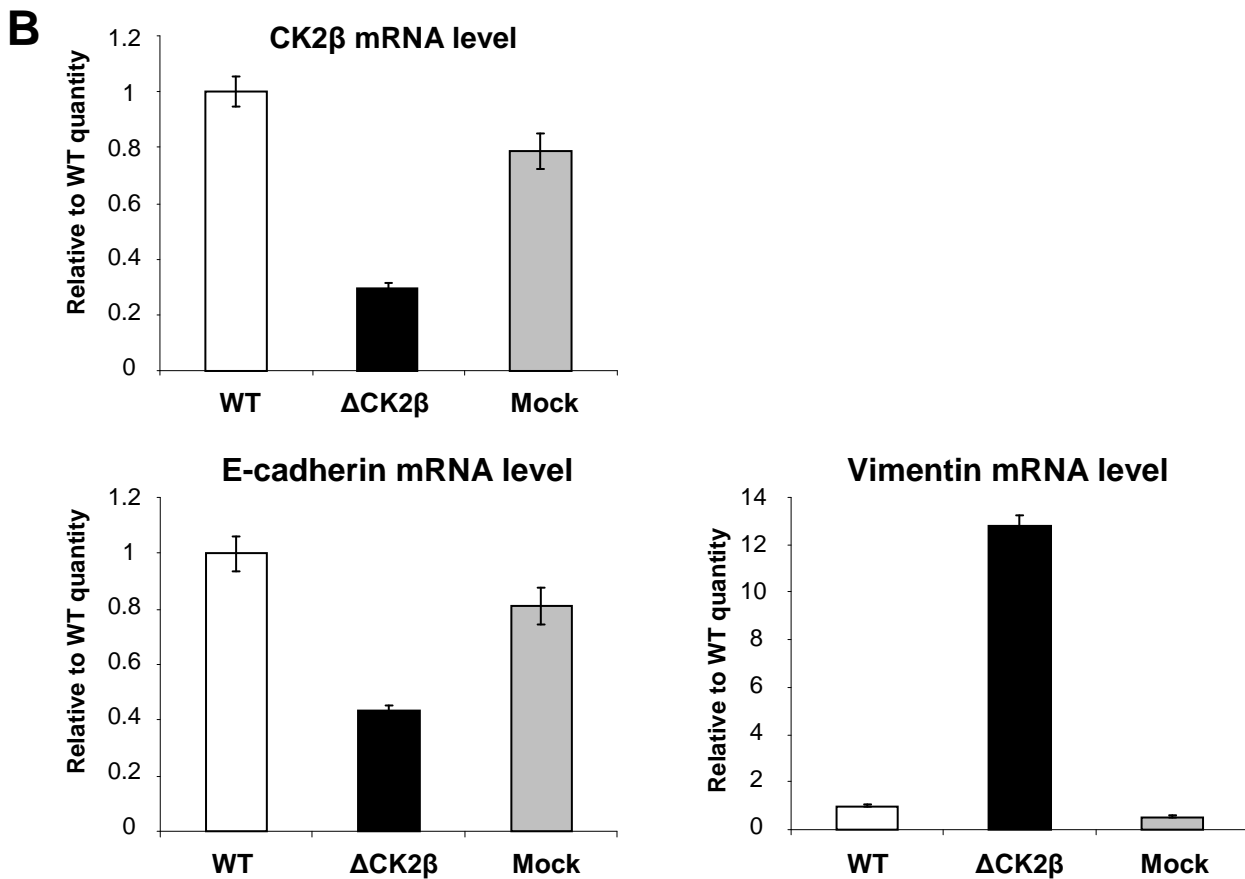 B
CK2β mRNA level
Relative to WT quantity
1.2
1
0.8
0.6
0.4
0.2
0
WT ΔCK2β Mock
E-cadherin mRNA level
Relative to WT quantity
1.2
1
0.8
0.6
0.4
0.2
0
WT ΔCK2β Mock
Vimentin mRNA level
Relative to WT quantity
14
12
10
8
6
4
2
0
WT ΔCK2β Mock